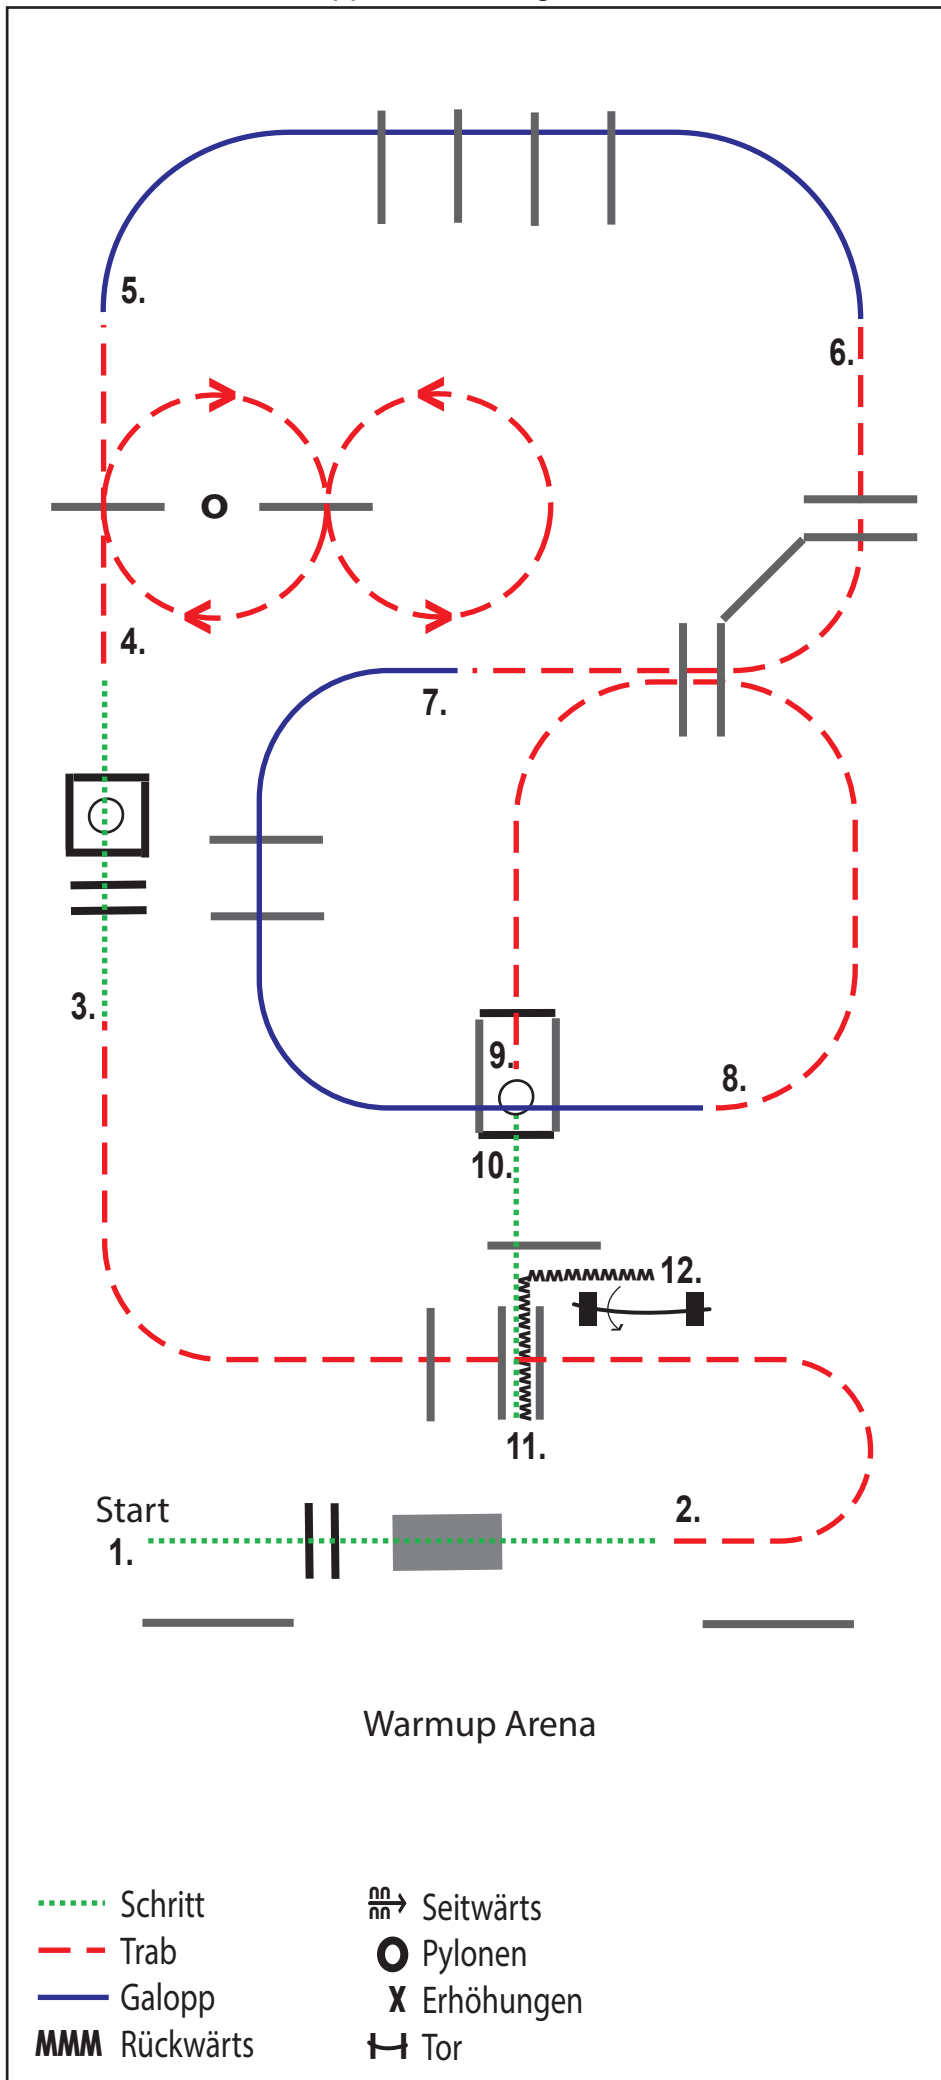 5.
6.
O
4.
7.
3.
9.
8.
10.
12.
11.
Start
2.
1.
Warmup Arena
Schritt
Seitwärts
Trab
Pylonen
Galopp
X Erhöhungen
Rückwärts
Tor